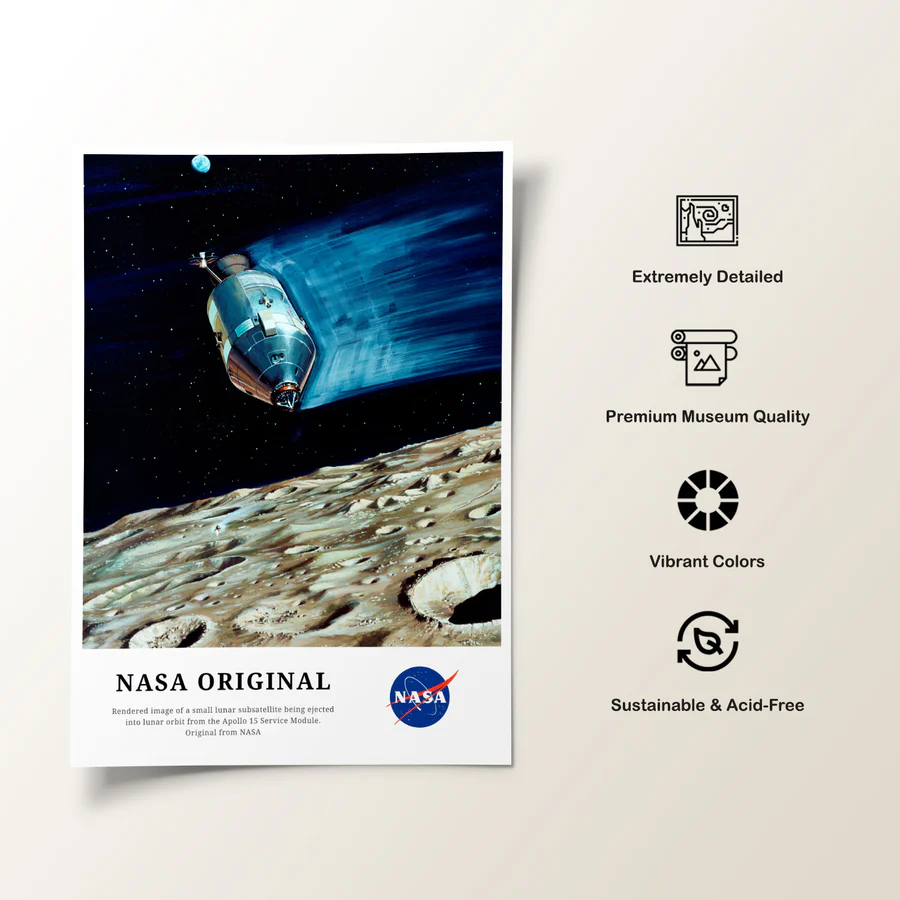 NASA ORIGINAL
Rendered image of a small lunar subsatellite being ejected
into lunar orbit from the Apollo 15 Service Module.
Original from NASA
NASA
Extremely Detailed
Premium Museum Quality
Vibrant Colors
Sustainable & Acid-Free